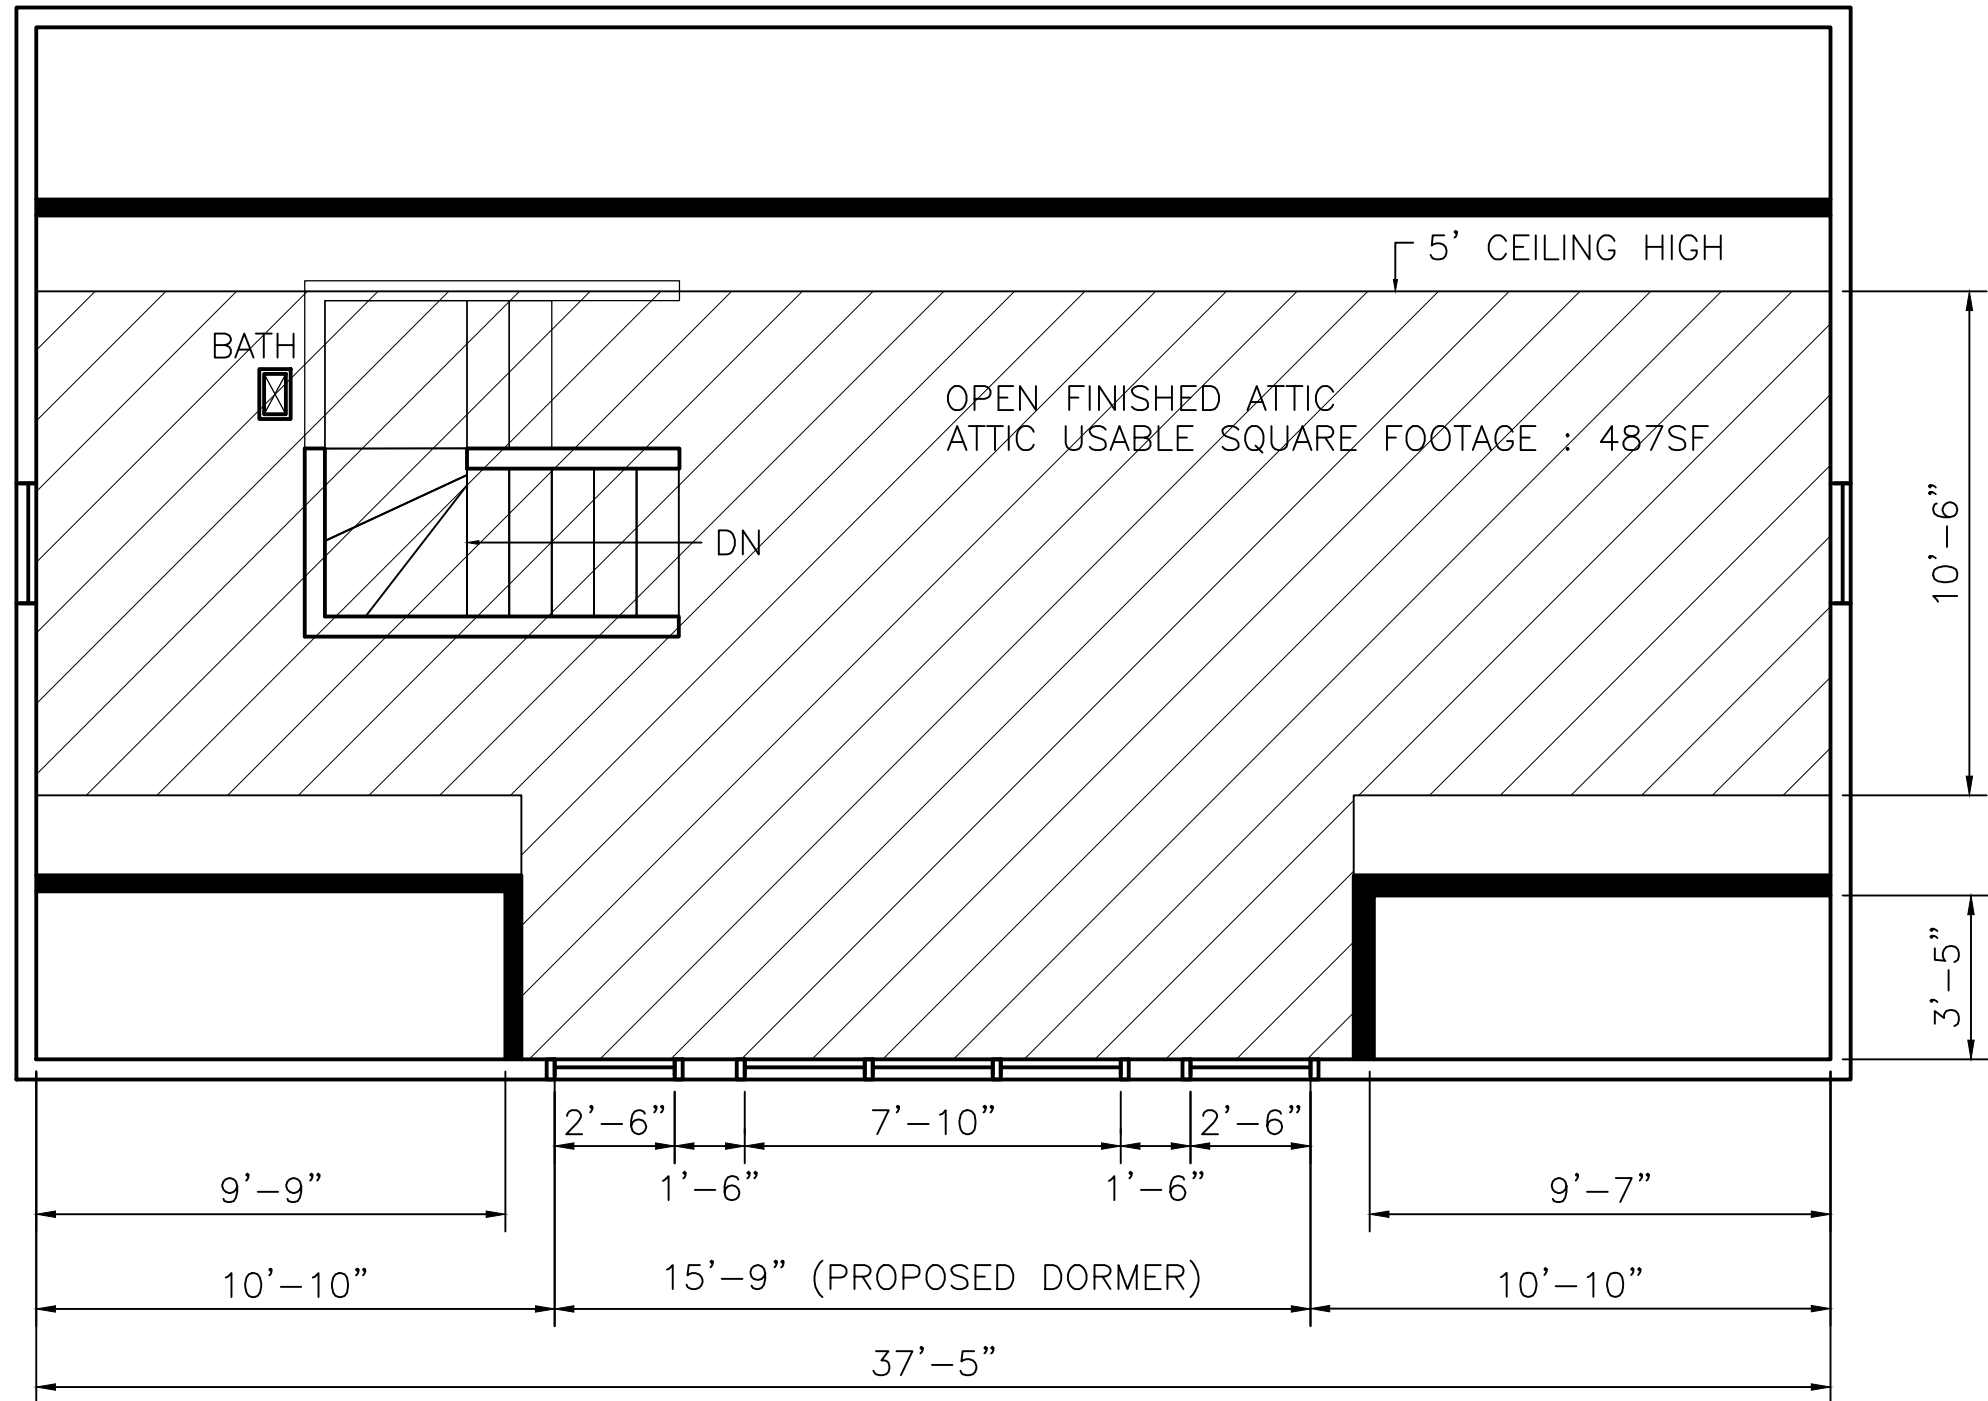 5’ CEILING HIGH
BATH
OPEN FINISHED ATTIC
ATTIC USABLE SQUARE FOOTAGE : 487SF
10’-6”
DN
3’-5”
2’-6”
7’-10”
2’-6”
9’-9”
1’-6”
1’-6”
9’-7”
10’-10”
15’-9” (PROPOSED DORMER)
10’-10”
37’-5”